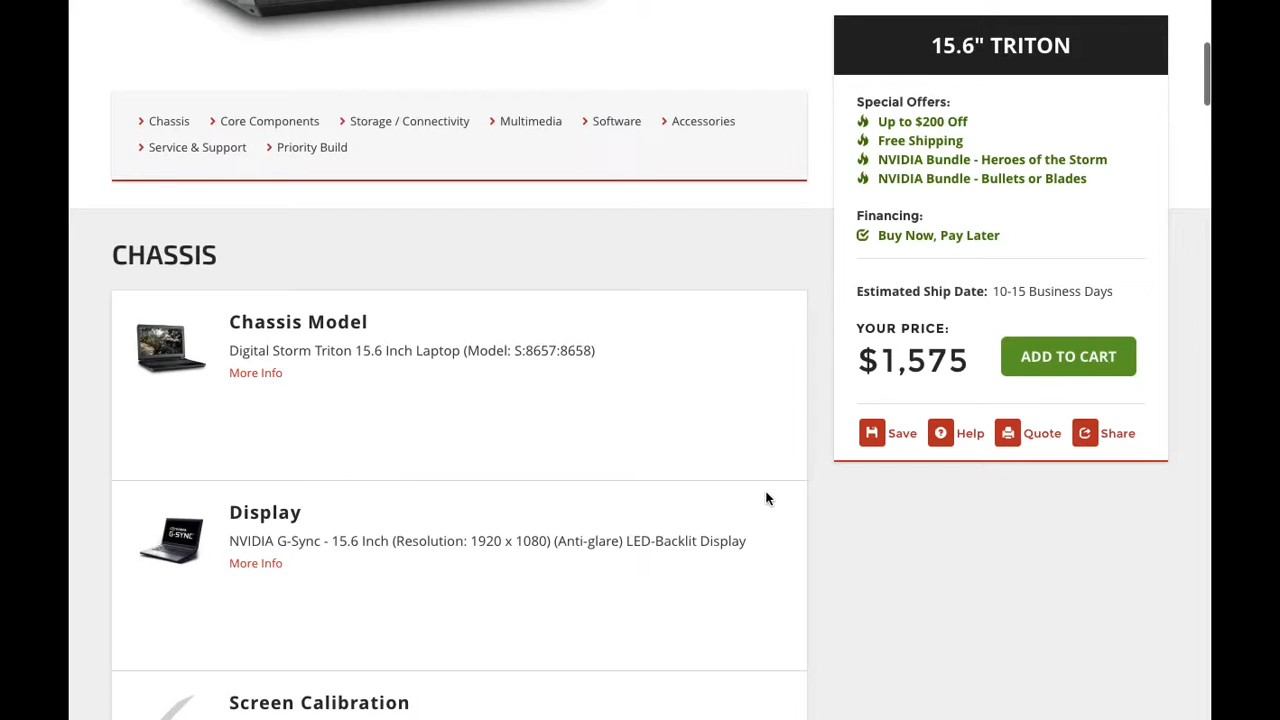 Chassis
Core Components
Storage / Connectivity
Multimedia
Software
Accessories
Service & Support
Priority Build
CHASSIS
Chassis Model
Digital Storm Triton 15.6 Inch Laptop (Model: S:8657:8658)
More Info
NVIDIA
G-SYNC
Display
NVIDIA G-Sync - 15.6 Inch (Resolution: 1920 x 1080) (Anti-glare) LED-Backlit Display
More Info
Screen Calibration
15.6" TRITON
Special Offers:
Up to $200 Off
Free Shipping
NVIDIA Bundle - Heroes of the Storm
NVIDIA Bundle - Bullets or Blades
Financing:
Buy Now, Pay Later
Estimated Ship Date: 10-15 Business Days
YOUR PRICE:
$1,575
ADD TO CART
Save
Help
Quote
Share